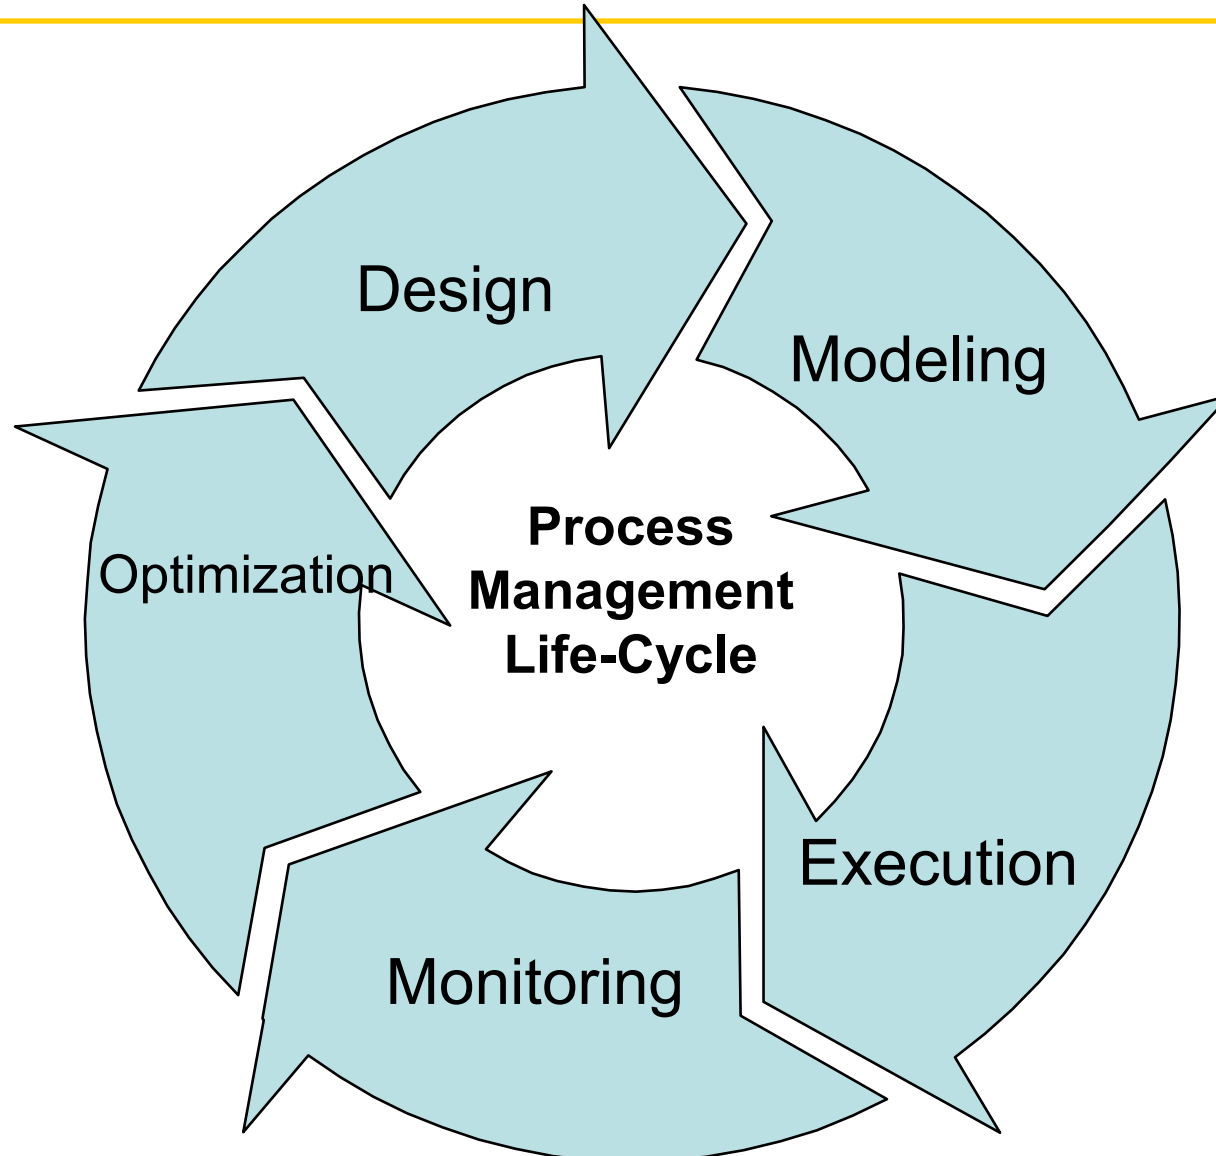 Design
Modeling
Process
Management
Life-Cycle
Optimization
Execution
Monitoring